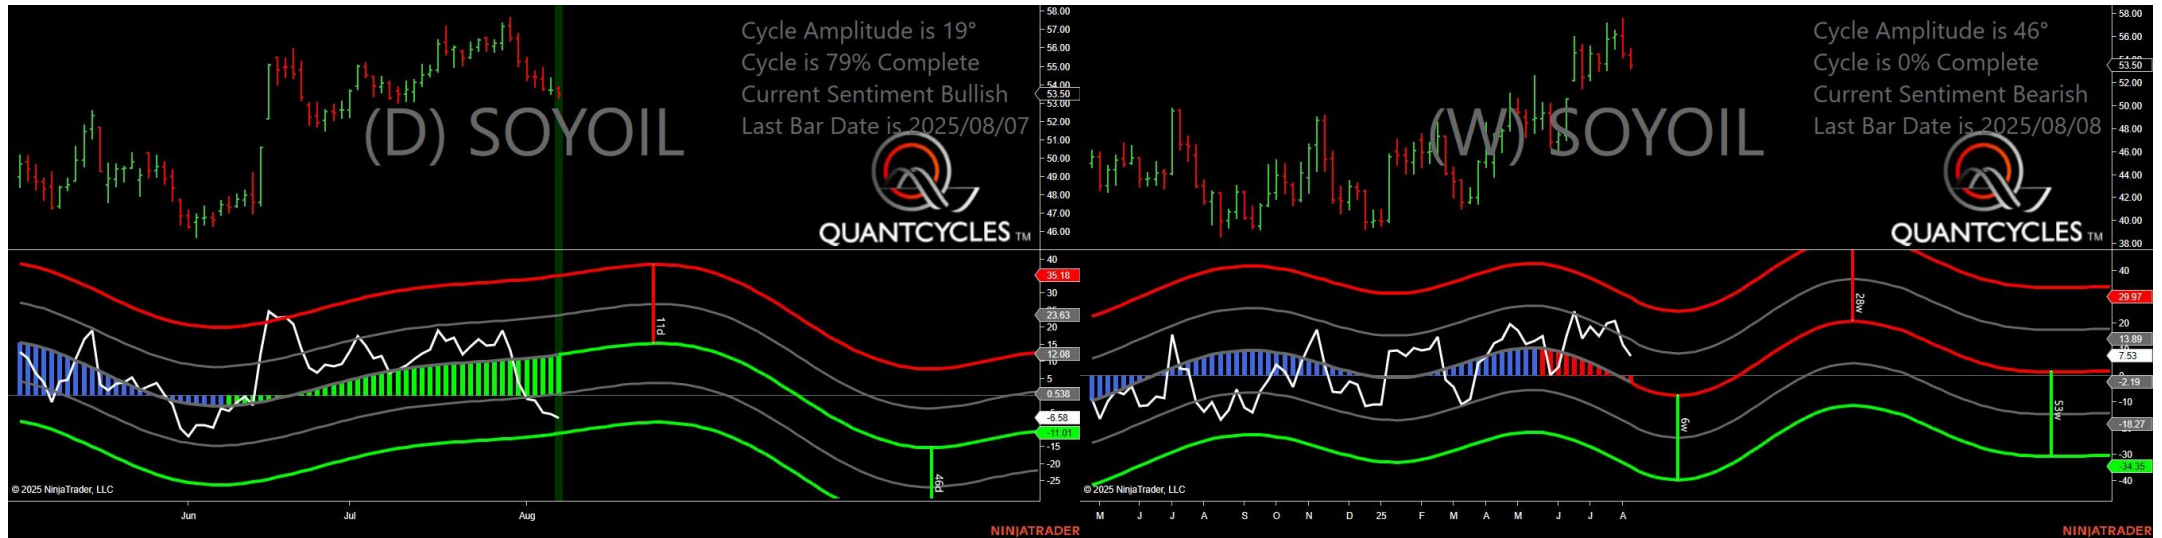 Cycle Amplitude is 19°
Cycle is 79% Complete
Current Sentiment Bullish
Last Bar Date is 2025/08/07
(D) SOYOIL
QUANTCYCLES TM
58.00
57.00
56.00
55.00
54.00
53.50
53.00
52.00
51.00
50.00
49.00
48.00
47.00
46.00
40
35.18
30
23.63
20
15
12.08
5
0.538
-6.58
-11.01
-15
-20
-25
11d
46d
© 2025 NinjaTrader, LLC
Jun
Jul
Aug
NINJATRADER
Cycle Amplitude is 46°
Cycle is 0% Complete
Current Sentiment Bearish
Last Bar Date is 2025/08/08
(W) SOYOIL
QUANTCYCLES TM
58.00
56.00
53.50
52.00
50.00
48.00
46.00
44.00
42.00
40.00
38.00
40
29.97
20
13.89
7.53
0
-2.19
-10
-18.27
-30
-34.35
-40
28w
6w
53w
© 2025 NinjaTrader, LLC
M J J A S O N D 25 F M A M J J A
NINJATRADER